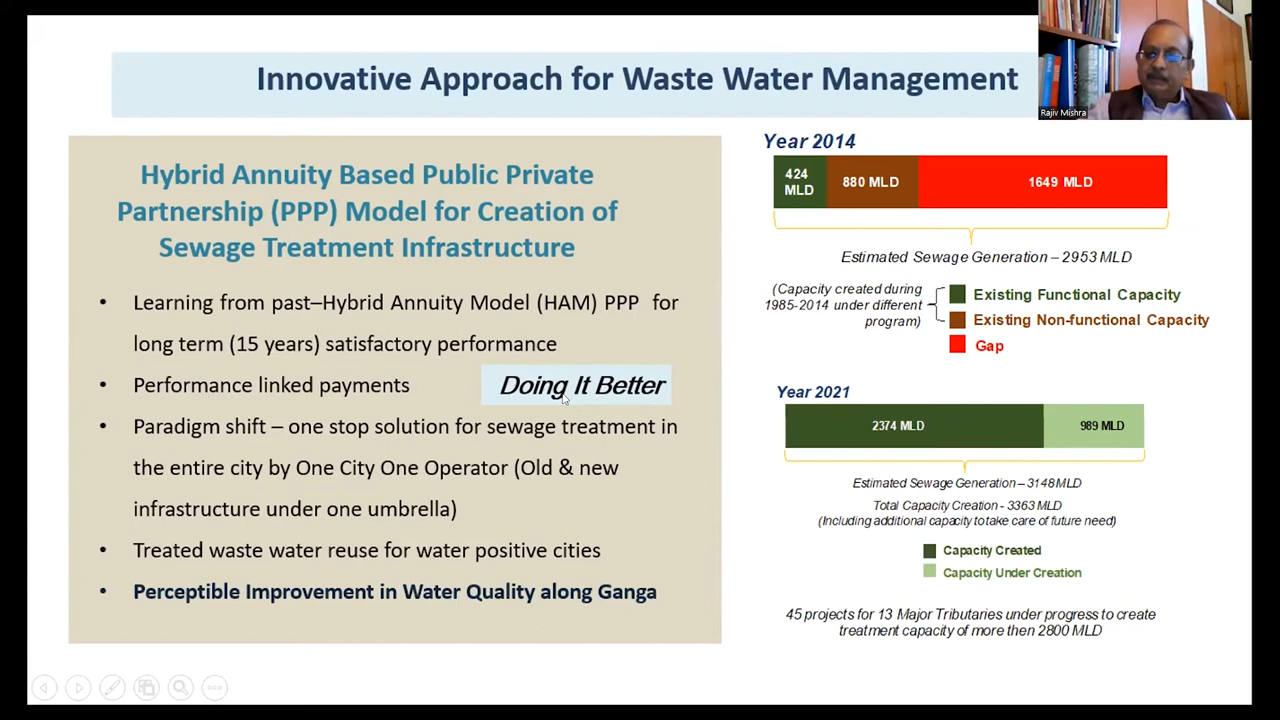 Innovative Approach for Waste Water Management
Rajiv Mishra
Hybrid Annuity Based Public Private
Partnership (PPP) Model for Creation of
Sewage Treatment Infrastructure
• Learning from past–Hybrid Annuity Model (HAM) PPP for
long term (15 years) satisfactory performance
• Performance linked payments
Doing It Better
• Paradigm shift – one stop solution for sewage treatment in
the entire city by One City One Operator (Old & new
infrastructure under one umbrella)
• Treated waste water reuse for water positive cities
• Perceptible Improvement in Water Quality along Ganga
Year 2014
424
MLD
880 MLD
1649 MLD
Estimated Sewage Generation – 2953 MLD
(Capacity created during
1985-2014 under different
program)
Existing Functional Capacity
Existing Non-functional Capacity
Gap
Year 2021
2374 MLD
989 MLD
Estimated Sewage Generation – 3148MLD
Total Capacity Creation - 3363 MLD
(Including additional capacity to take care of future need)
Capacity Created
Capacity Under Creation
45 projects for 13 Major Tributaries under progress to create
treatment capacity of more then 2800 MLD